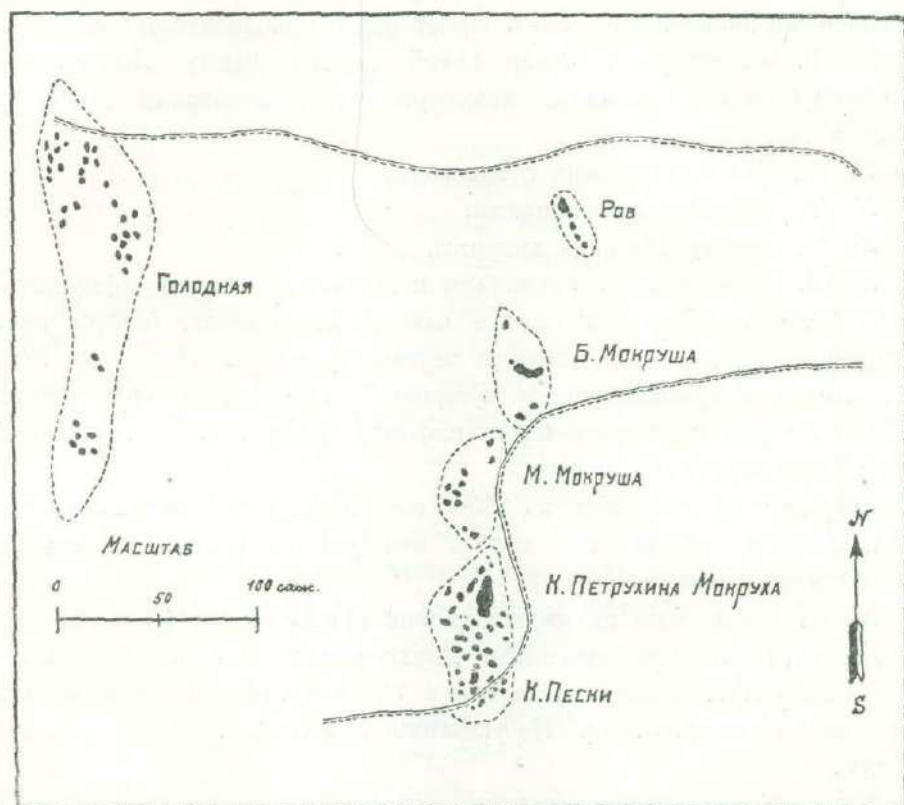 Ров
Голодная
Б. Мокруша
М. Мокруша
Масштаб
0 50 100 саж.
N
К. Петрухина Мокруха
К. Пески
S